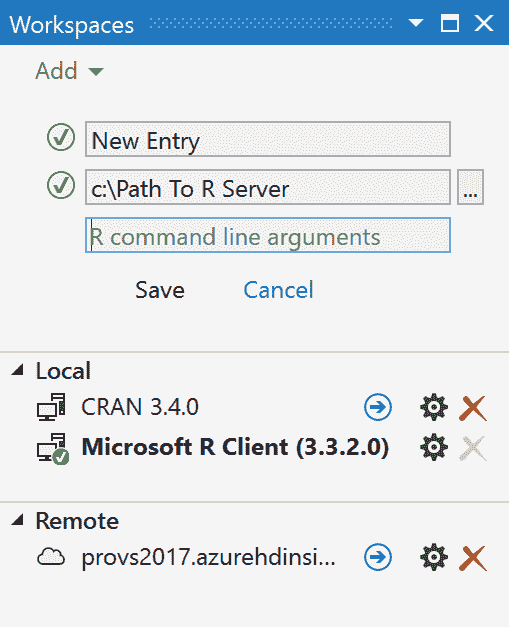 Workspaces
Add
New Entry
c:\Path To R Server
...
R command line arguments
Save Cancel
Local
CRAN 3.4.0
Microsoft R Client (3.3.2.0)
Remote
provs2017.azurehdinsi...